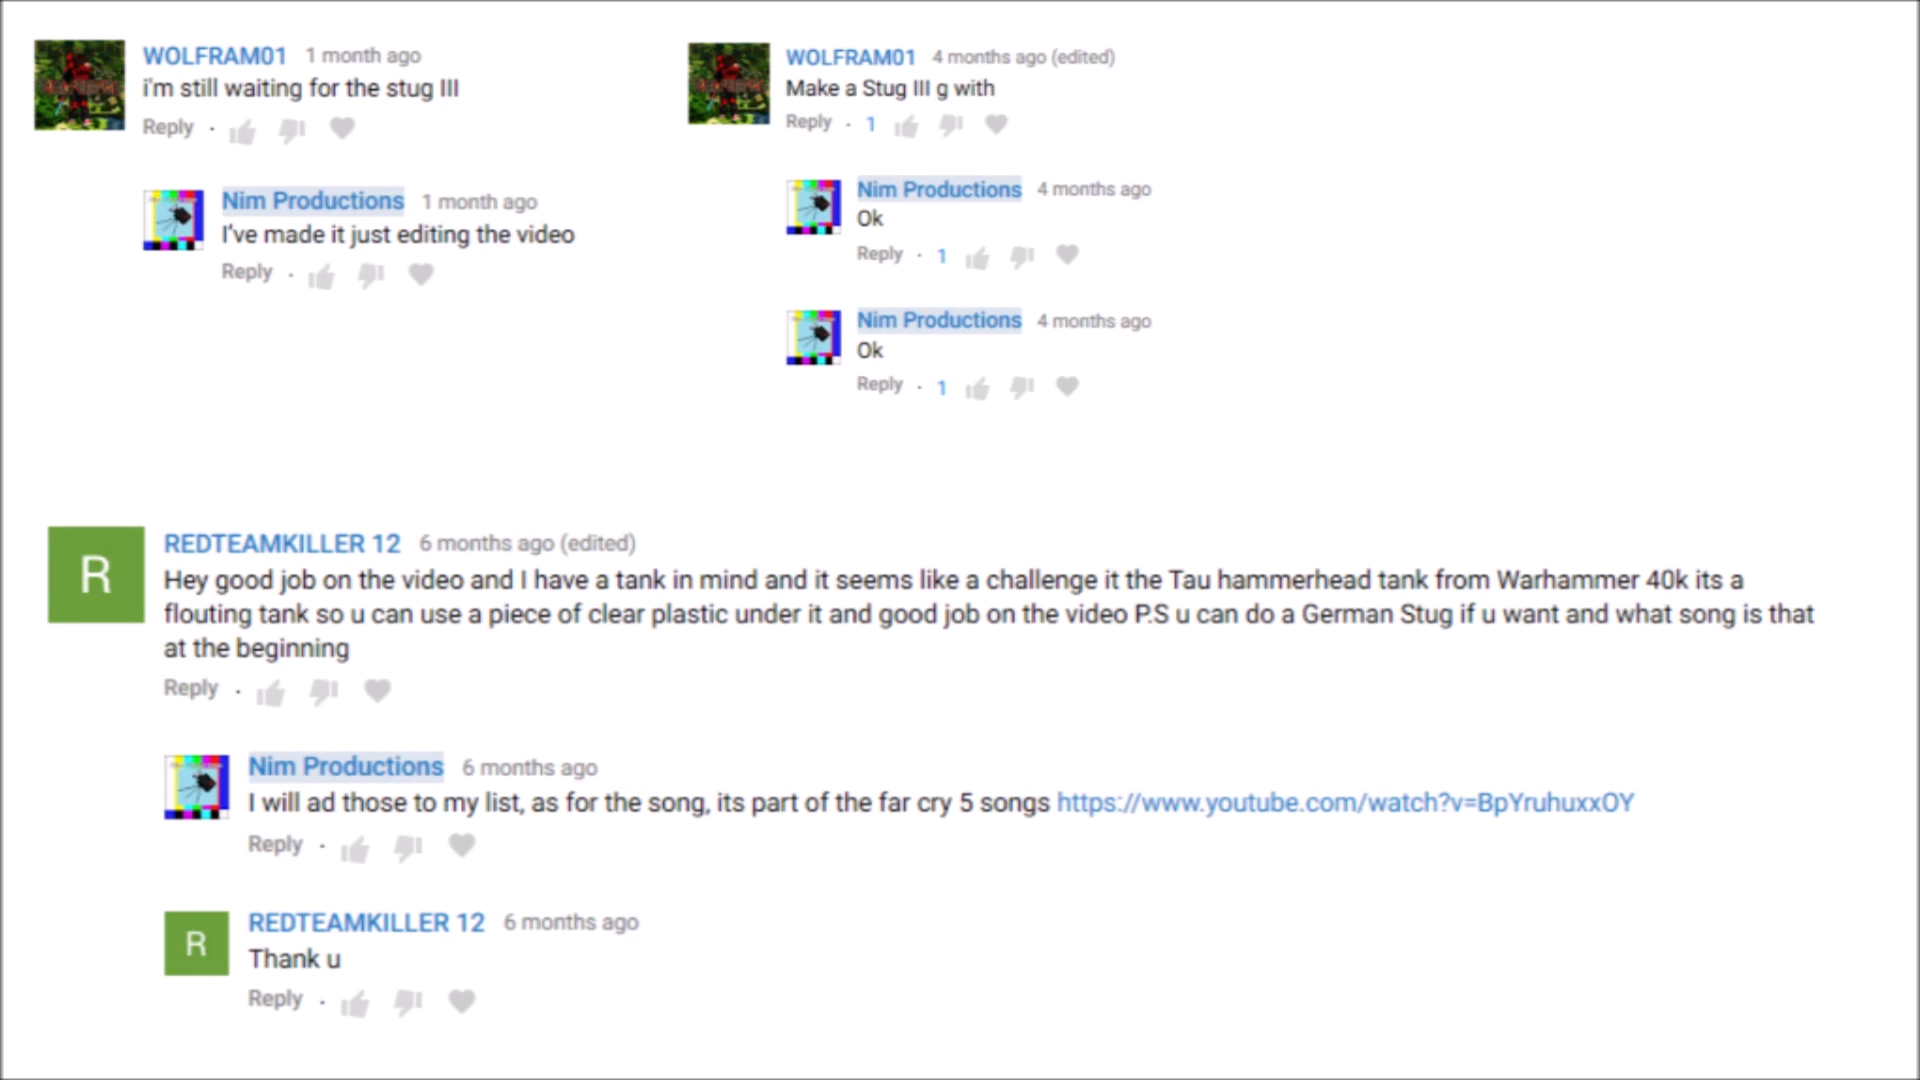 WOLFRAM01 1 month ago
i'm still waiting for the stug III
Reply
Nim Productions 1 month ago
I've made it just editing the video
Reply
WOLFRAM01 4 months ago (edited)
Make a Stug III g with
Reply 1
Nim Productions 4 months ago
Ok
Reply 1
Nim Productions 4 months ago
Ok
Reply 1
R
REDTEAMKILLER 12 6 months ago (edited)
Hey good job on the video and I have a tank in mind and it seems like a challenge it the Tau hammerhead tank from Warhammer 40k its a
flouting tank so u can use a piece of clear plastic under it and good job on the video P.S u can do a German Stug if u want and what song is that
at the beginning
Reply
Nim Productions 6 months ago
I will ad those to my list, as for the song, its part of the far cry 5 songs https://www.youtube.com/watch?v=BpYruhuxxOY
Reply
R
REDTEAMKILLER 12 6 months ago
Thank u
Reply